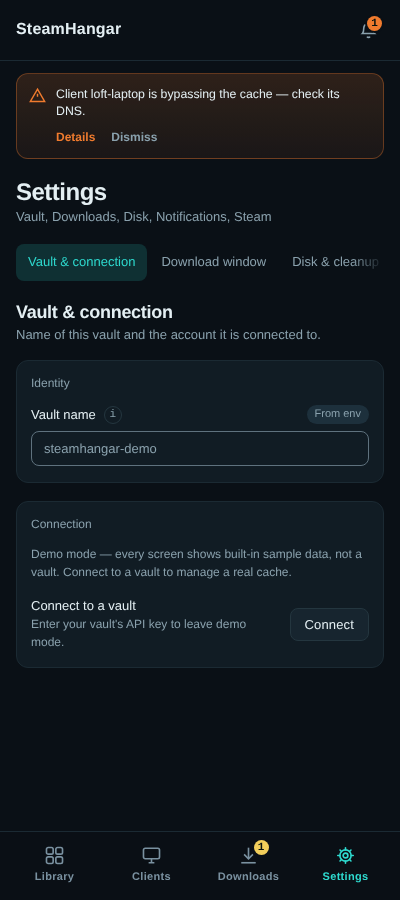 SteamHangar
1
Client loft-laptop is bypassing the cache — check its
DNS.
Details Dismiss
Settings
Vault, Downloads, Disk, Notifications, Steam
Vault & connection Download window Disk & cleanup
Vault & connection
Name of this vault and the account it is connected to.
Identity
Vault name i From env
steamhangar-demo
Connection
Demo mode — every screen shows built-in sample data, not a
vault. Connect to a vault to manage a real cache.
Connect to a vault
Enter your vault's API key to leave demo
mode.
Connect
1
Library Clients Downloads Settings